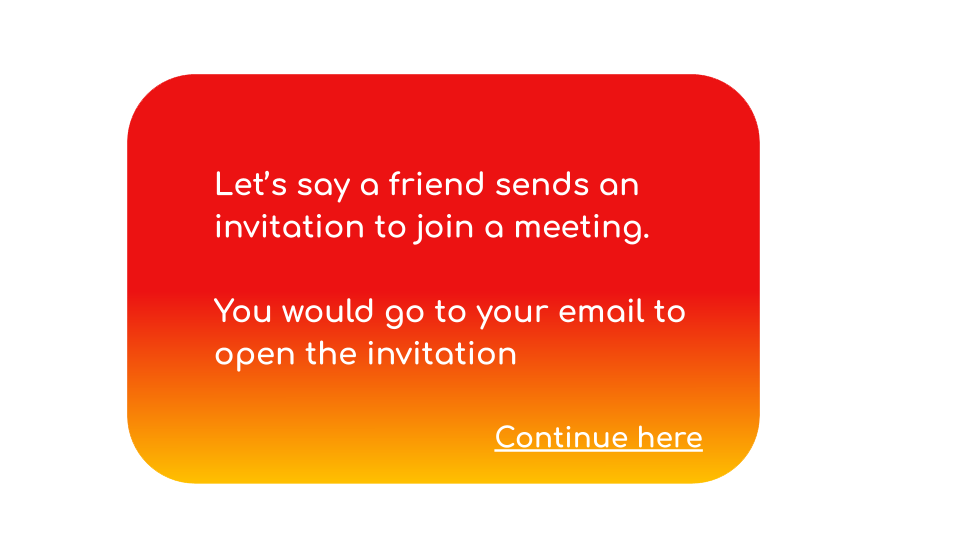 Let’s say a friend sends an
invitation to join a meeting.
You would go to your email to
open the invitation
Continue here